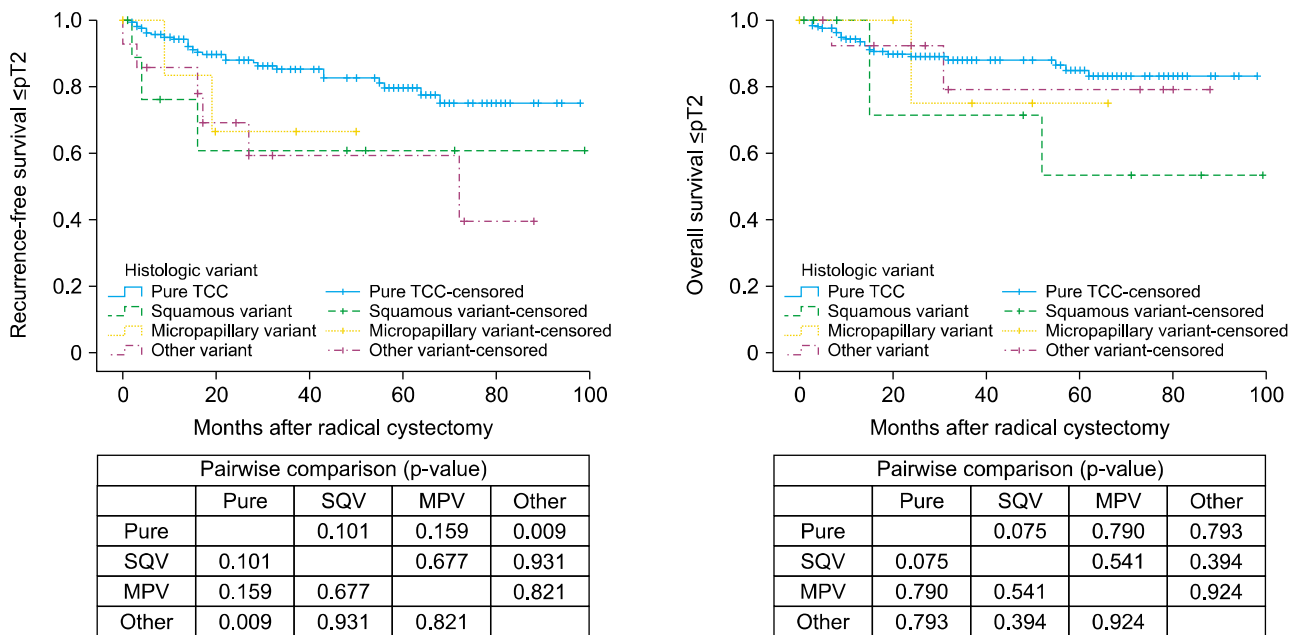 Recurrence-free survival ≤pT2
1.0
0.8
0.6
0.4
0.2
0
Histologic variant
Pure TCC
Pure TCC-censored
Squamous variant
Squamous variant-censored
Micropapillary variant
Micropapillary variant-censored
Other variant
Other variant-censored
0 20 40 60 80 100
Months after radical cystectomy
Pairwise comparison (p-value)
Pure SQV MPV Other
Pure 0.101 0.159 0.009
SQV 0.101 0.677 0.931
MPV 0.159 0.677 0.821
Other 0.009 0.931 0.821
Overall survival ≤pT2
1.0
0.8
0.6
0.4
0.2
0
Histologic variant
Pure TCC
Pure TCC-censored
Squamous variant
Squamous variant-censored
Micropapillary variant
Micropapillary variant-censored
Other variant
Other variant-censored
0 20 40 60 80 100
Months after radical cystectomy
Pairwise comparison (p-value)
Pure SQV MPV Other
Pure 0.075 0.790 0.793
SQV 0.075 0.541 0.394
MPV 0.790 0.541 0.924
Other 0.793 0.394 0.924